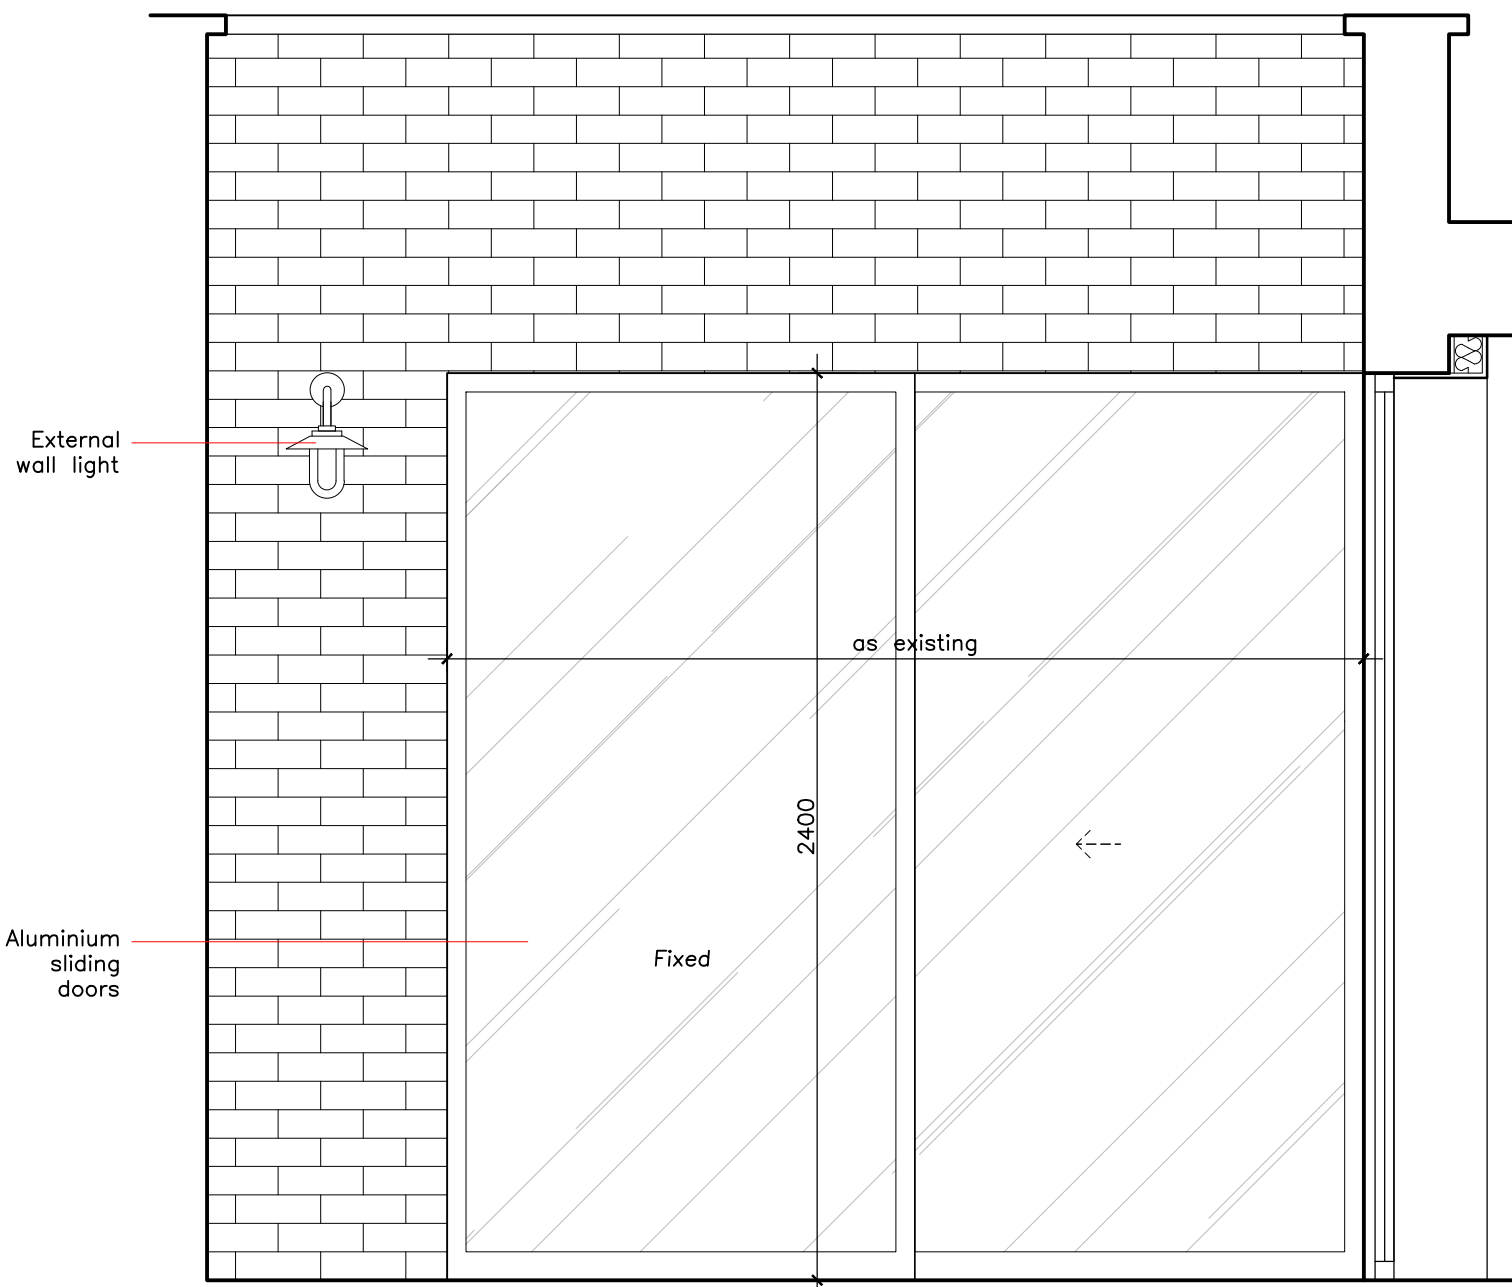 External
wall light
as existing
2400
Aluminium
sliding
doors
Fixed